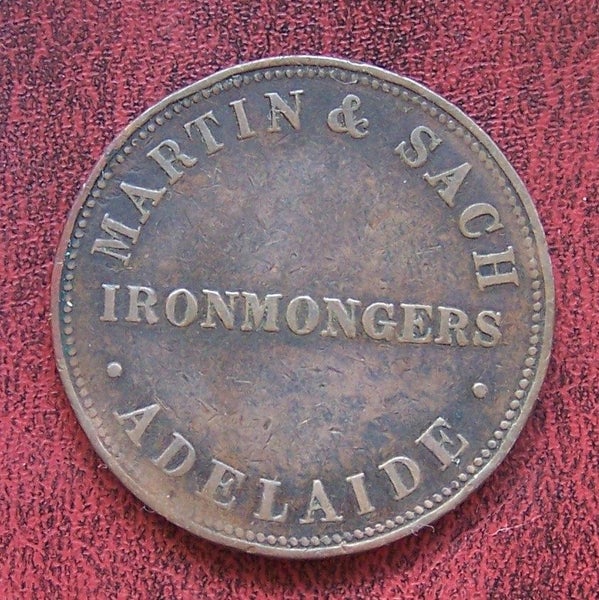 MARTIN & SACH
IRONMONGERS
· ADELAIDE ·